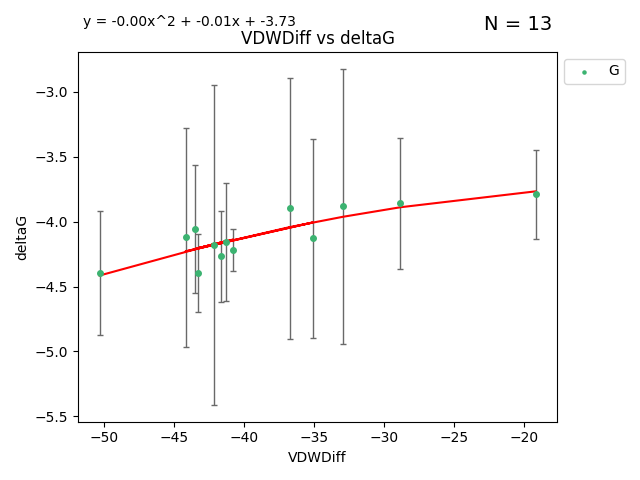 y = -0.00x^2 + -0.01x + -3.73
N = 13
VDWDiff vs deltaG
G
deltaG
−3.0
−3.5
−4.0
−4.5
−5.0
−5.5
−50 −45 −40 −35 −30 −25 −20
VDWDiff